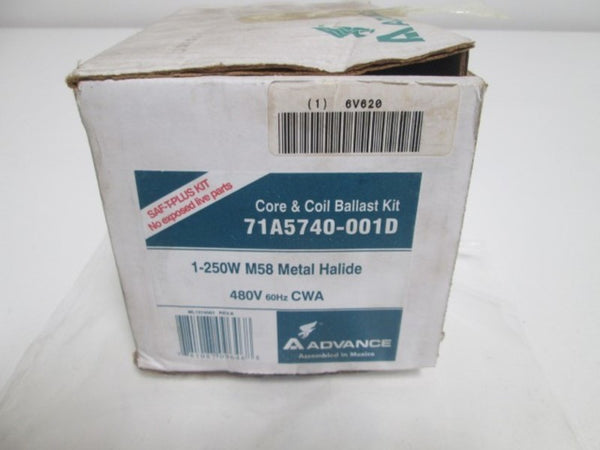 (1) 6V620
SAF-T-PLUS KIT
No exposed live parts
Core & Coil Ballast Kit
71A5740-001D
1-250W M58 Metal Halide
480V 60Hz CWA
ADVANCE
Assembled in Mexico